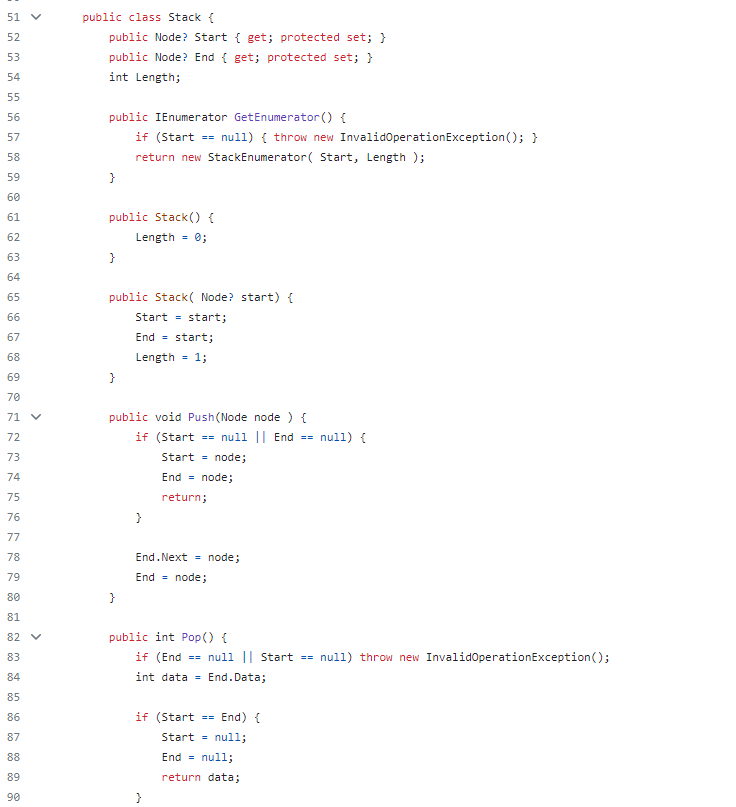 51 public class Stack {
52 public Node? Start { get; protected set; }
53 public Node? End { get; protected set; }
54 int Length;
55
56 public IEnumerator GetEnumerator() {
57 if (Start == null) { throw new InvalidOperationException(); }
58 return new StackEnumerator( Start, Length );
59 }
60
61 public Stack() {
62 Length = 0;
63 }
64
65 public Stack( Node? start) {
66 Start = start;
67 End = start;
68 Length = 1;
69 }
70
71 public void Push(Node node ) {
72 if (Start == null || End == null) {
73 Start = node;
74 End = node;
75 return;
76 }
77
78 End.Next = node;
79 End = node;
80 }
81
82 public int Pop() {
83 if (End == null || Start == null) throw new InvalidOperationException();
84 int data = End.Data;
85
86 if (Start == End) {
87 Start = null;
88 End = null;
89 return data;
90 }